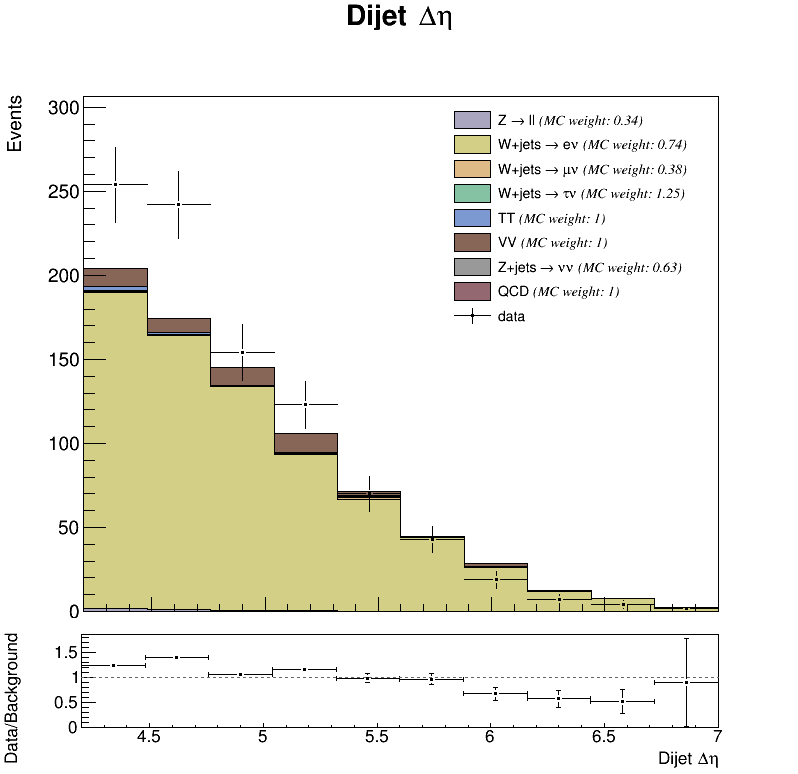 Dijet Δη
Events
300
250
200
150
100
50
0
Z → ll (MC weight: 0.34)
W+jets → eν (MC weight: 0.74)
W+jets → μν (MC weight: 0.38)
W+jets → τν (MC weight: 1.25)
TT (MC weight: 1)
VV (MC weight: 1)
Z+jets → νν (MC weight: 0.63)
QCD (MC weight: 1)
data
Data/Background
1.5
1
0.5
0
4.5 5 5.5 6 6.5 7
Dijet Δη